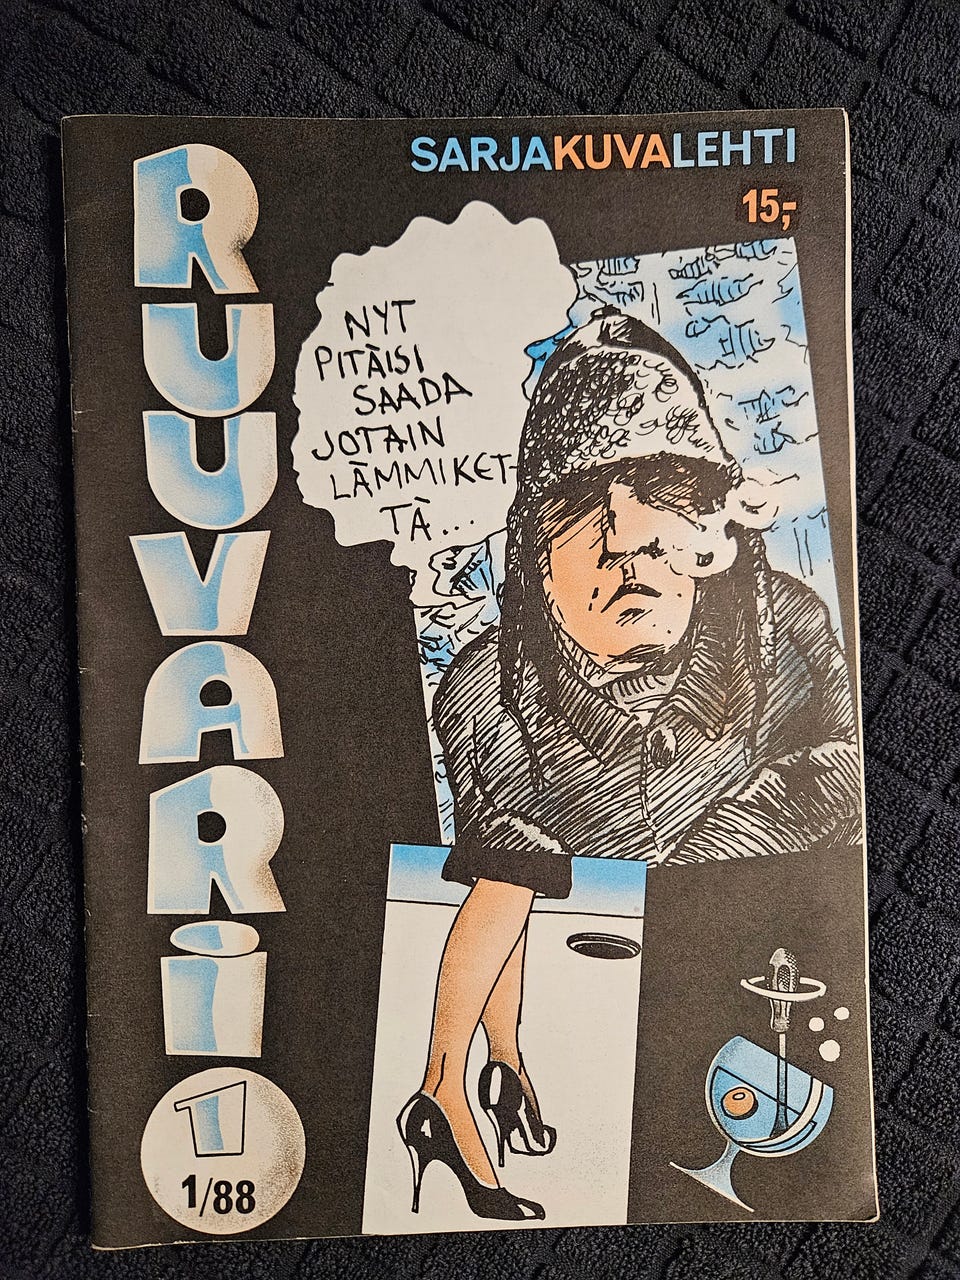 SARJAKUVALEHTI
15,-
RUUVARi
NYT
PITÄISI
SAADA
JOTAIN
LÄMMIKET-
TÄ...
1
1/88